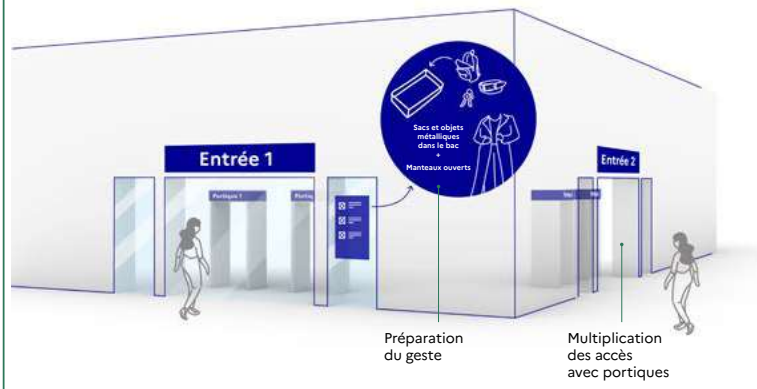 Sacs et objets
métalliques
dans le bac
+
Manteaux ouverts
Entrée 1
Entrée 2
Portique 1
Préparation
du geste
Multiplication
des accès
avec portiques